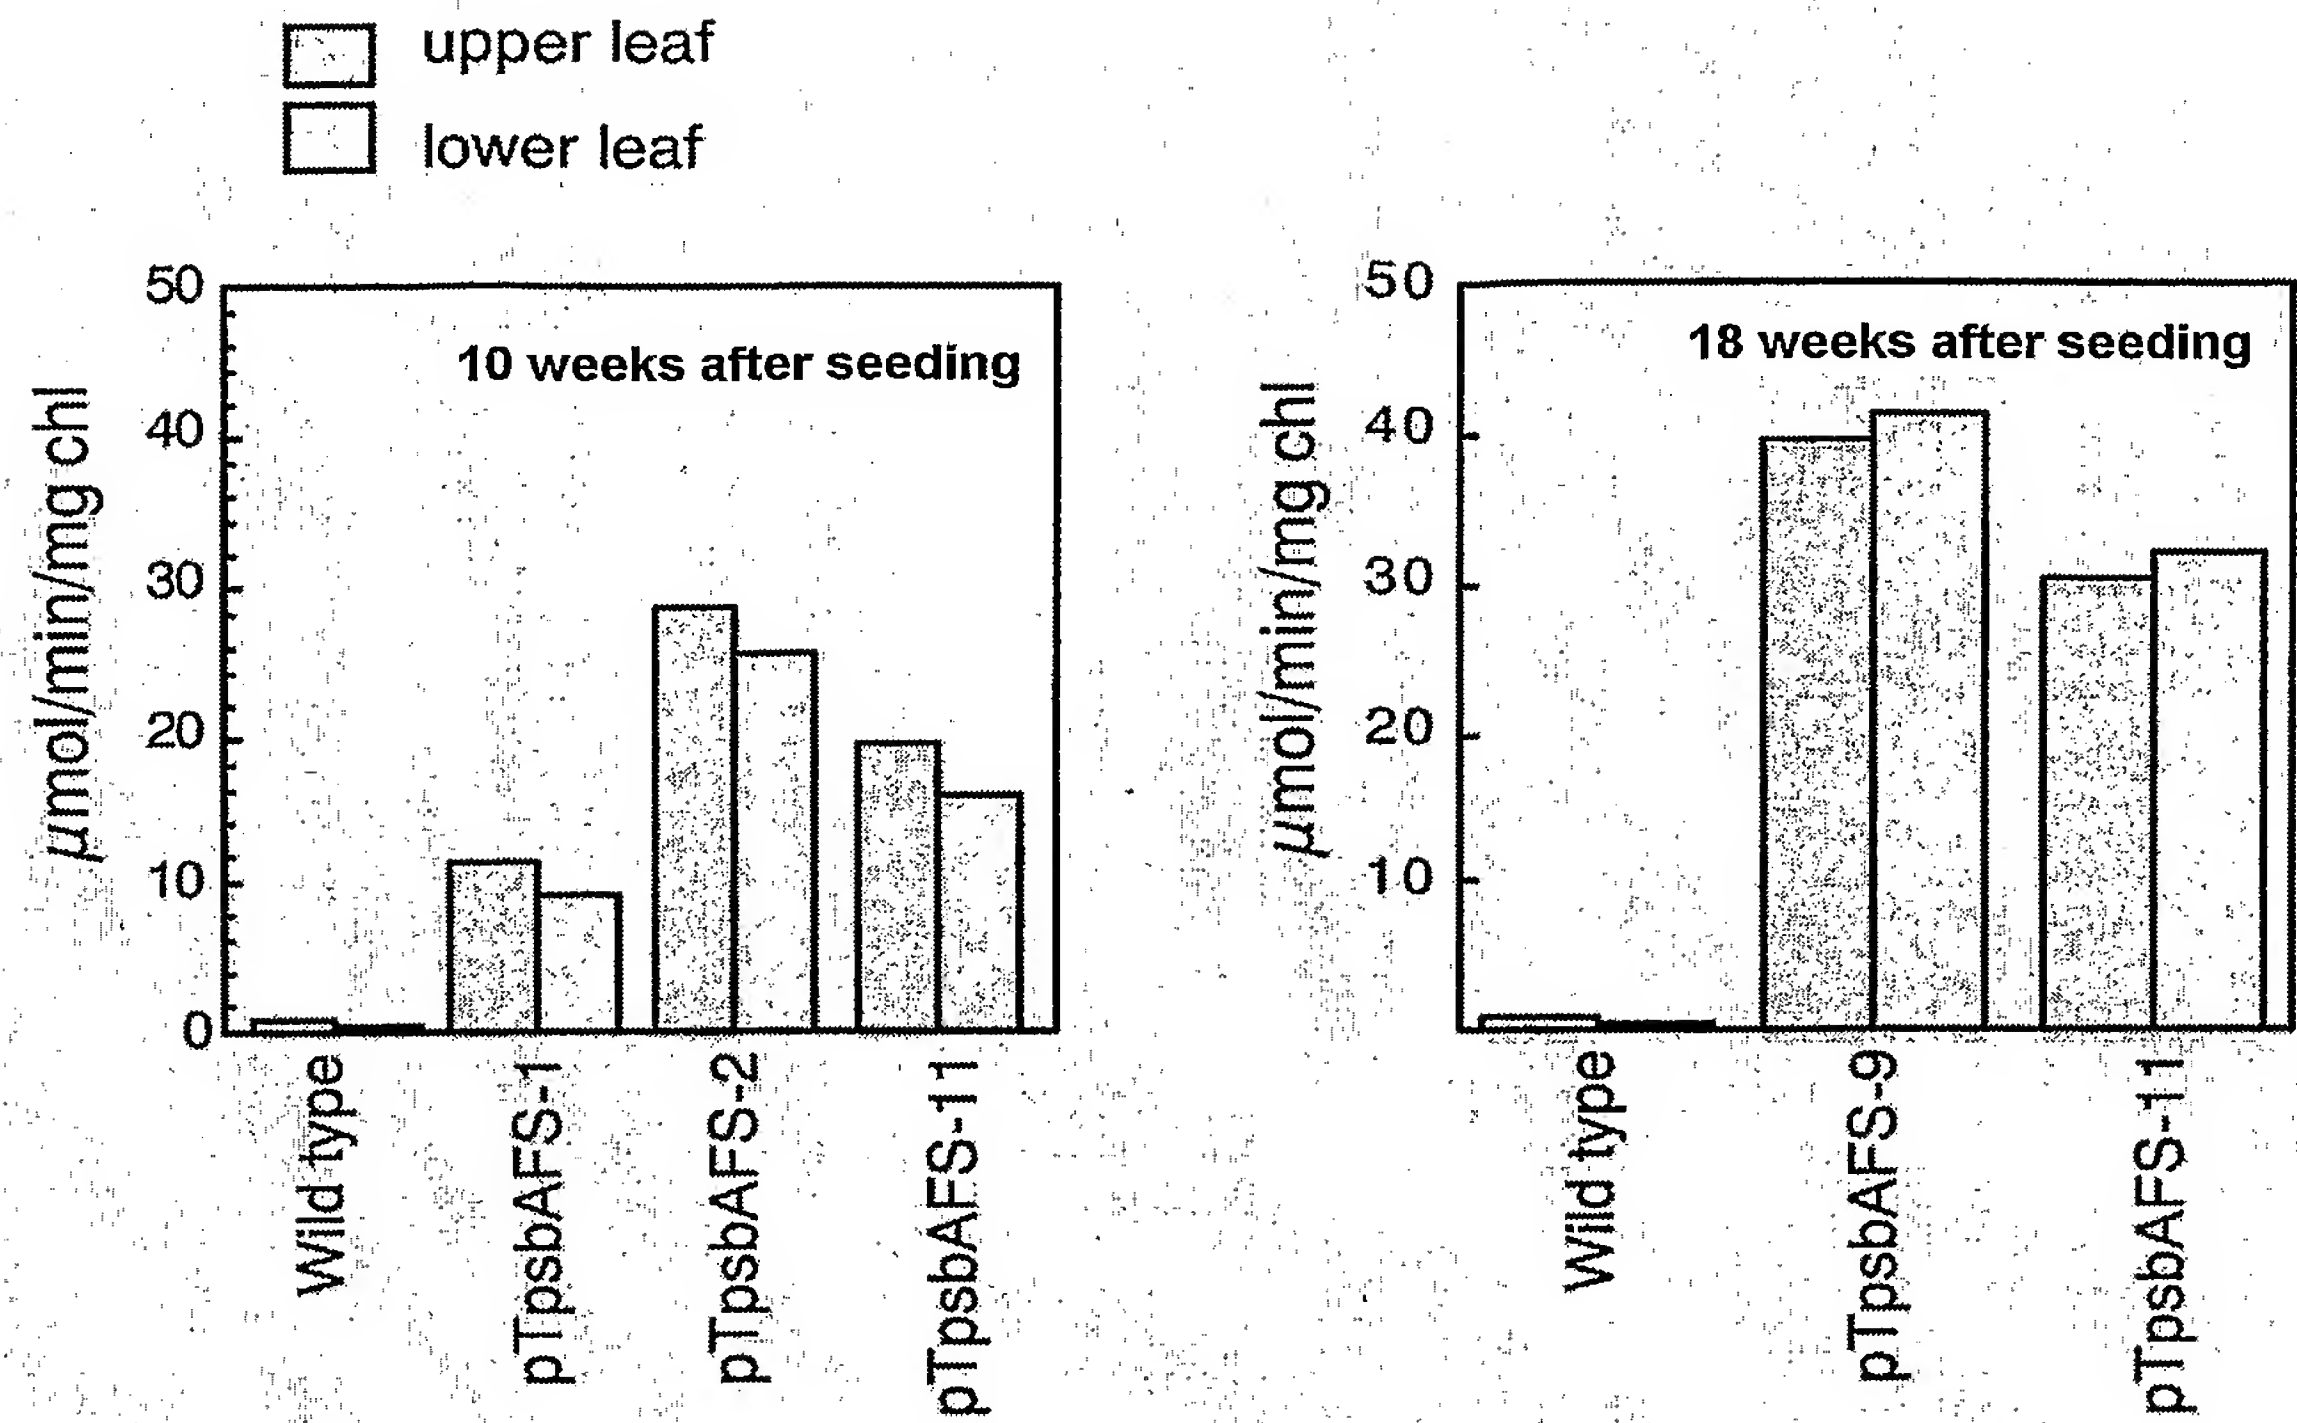 upper leaf
lower leaf
50
40
30
20
10
0
µmol/min/mg chl
10 weeks after seeding
Wild type
pTpsbAFS-1
pTpsbAFS-2
pTpsbAFS-11
50
40
30
20
10
µmol/min/mg chl
18 weeks after seeding
Wild type
pTpsbAFS-9
pTpsbAFS-11